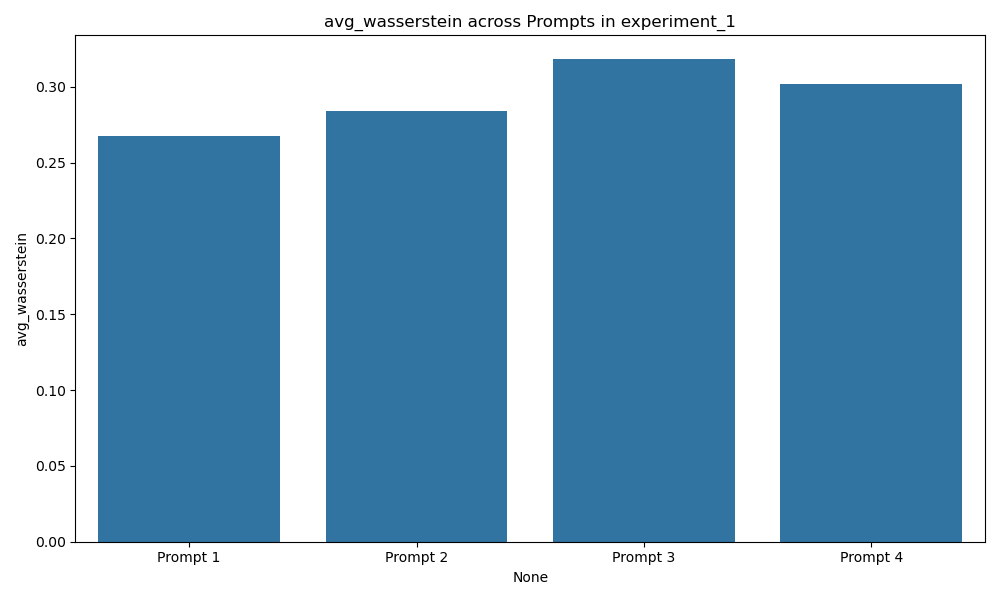 avg_wasserstein across Prompts in experiment_1
avg_wasserstein
0.30
0.25
0.20
0.15
0.10
0.05
0.00
Prompt 1 Prompt 2 Prompt 3 Prompt 4
None